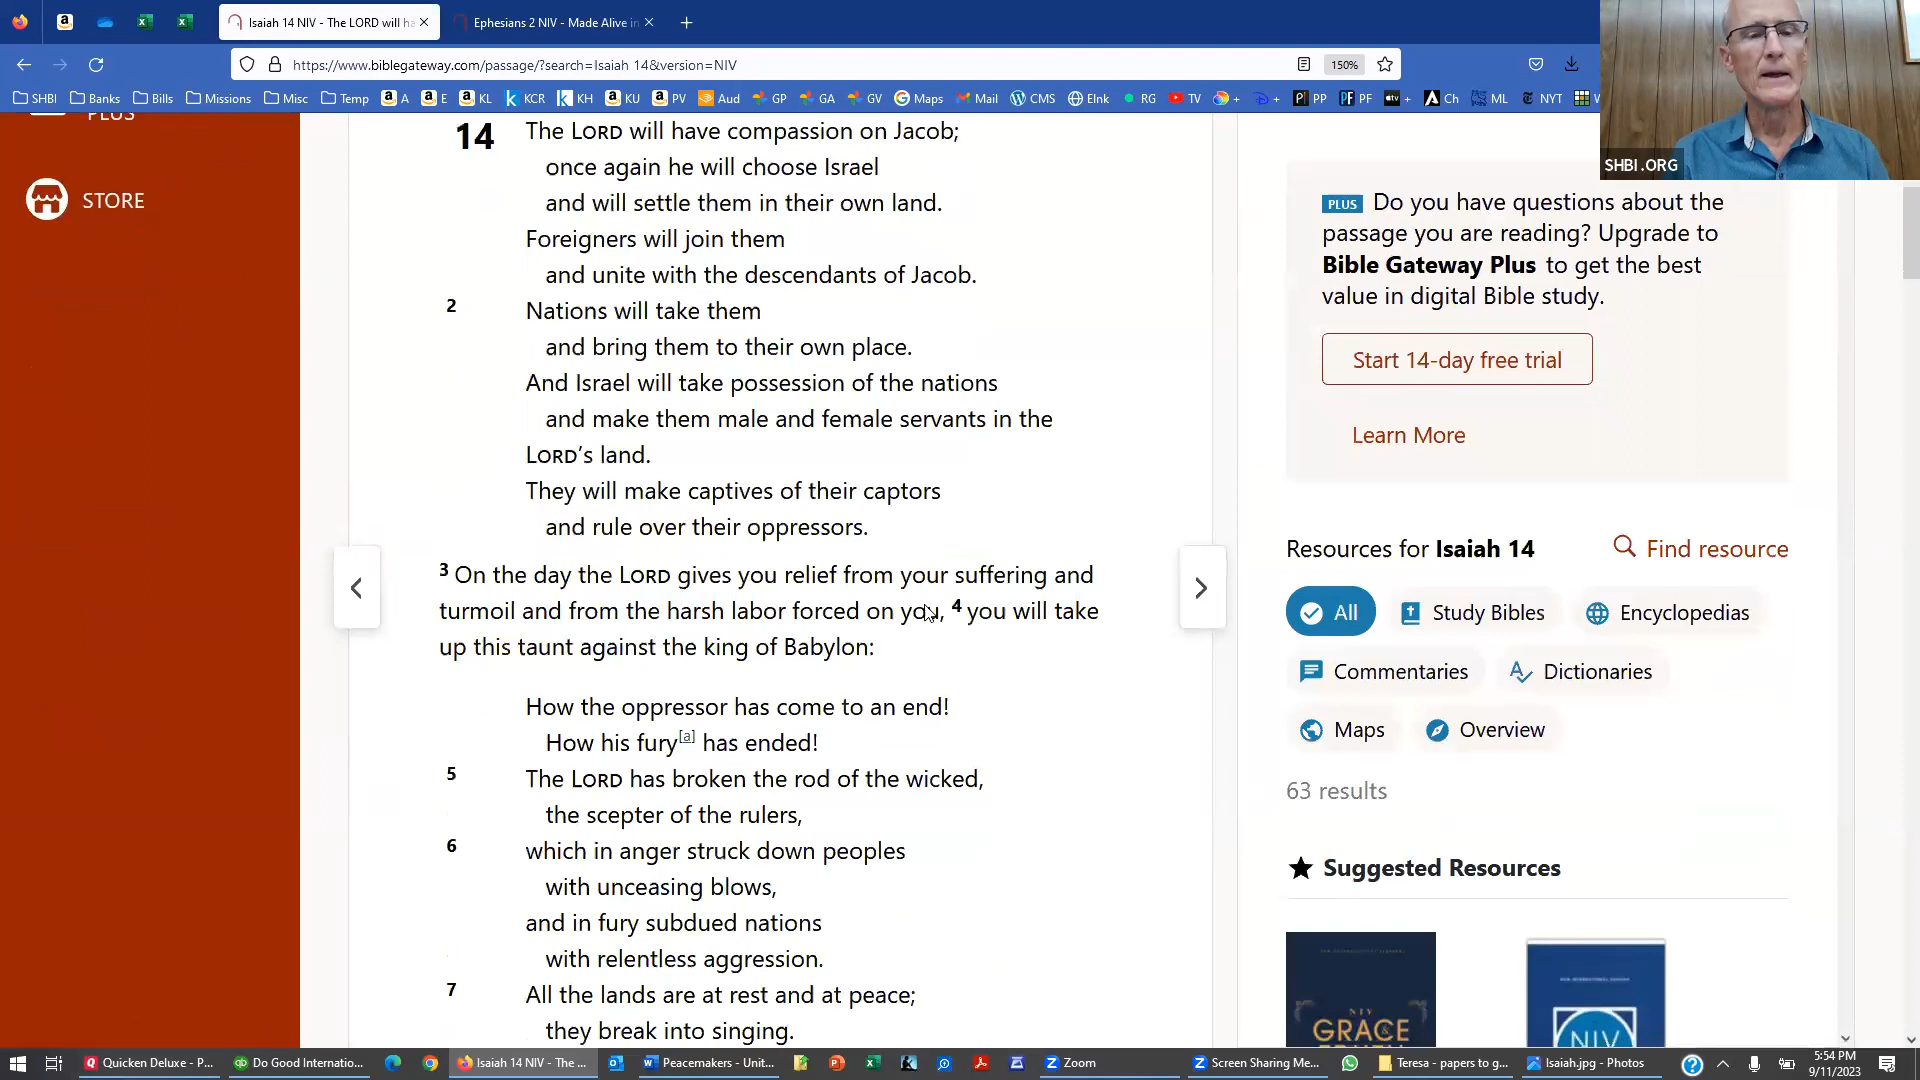 Isaiah 14 NIV - The LORD will ha
Ephesians 2 NIV - Made Alive in
https://www.biblegateway.com/passage/?search=Isaiah 14&version=NIV
150%
SHBI Banks Bills Missions Misc Temp A E KL KCR KH KU PV Aud GP GA GV Maps Mail CMS EInk RG TV + + PP PF + Ch ML NYT
SHBI.ORG
PLUS
STORE
14 The LORD will have compassion on Jacob;
once again he will choose Israel
and will settle them in their own land.
Foreigners will join them
and unite with the descendants of Jacob.
2 Nations will take them
and bring them to their own place.
And Israel will take possession of the nations
and make them male and female servants in the
LORD's land.
They will make captives of their captors
and rule over their oppressors.
3 On the day the LORD gives you relief from your suffering and
turmoil and from the harsh labor forced on you, 4 you will take
up this taunt against the king of Babylon:
How the oppressor has come to an end!
How his fury[a] has ended!
5 The LORD has broken the rod of the wicked,
the scepter of the rulers,
6 which in anger struck down peoples
with unceasing blows,
and in fury subdued nations
with relentless aggression.
7 All the lands are at rest and at peace;
they break into singing.
PLUS Do you have questions about the
passage you are reading? Upgrade to
Bible Gateway Plus to get the best
value in digital Bible study.
Start 14-day free trial
Learn More
Resources for Isaiah 14 Find resource
All Study Bibles Encyclopedias
Commentaries Dictionaries
Maps Overview
63 results
Suggested Resources
NIV
GRACE &
NIV
Quicken Deluxe - P... Do Good Internatio... Isaiah 14 NIV - The ... Peacemakers - Unit... Zoom Screen Sharing Me... Teresa - papers to g... Isaiah.jpg - Photos
5:54 PM
9/11/2023